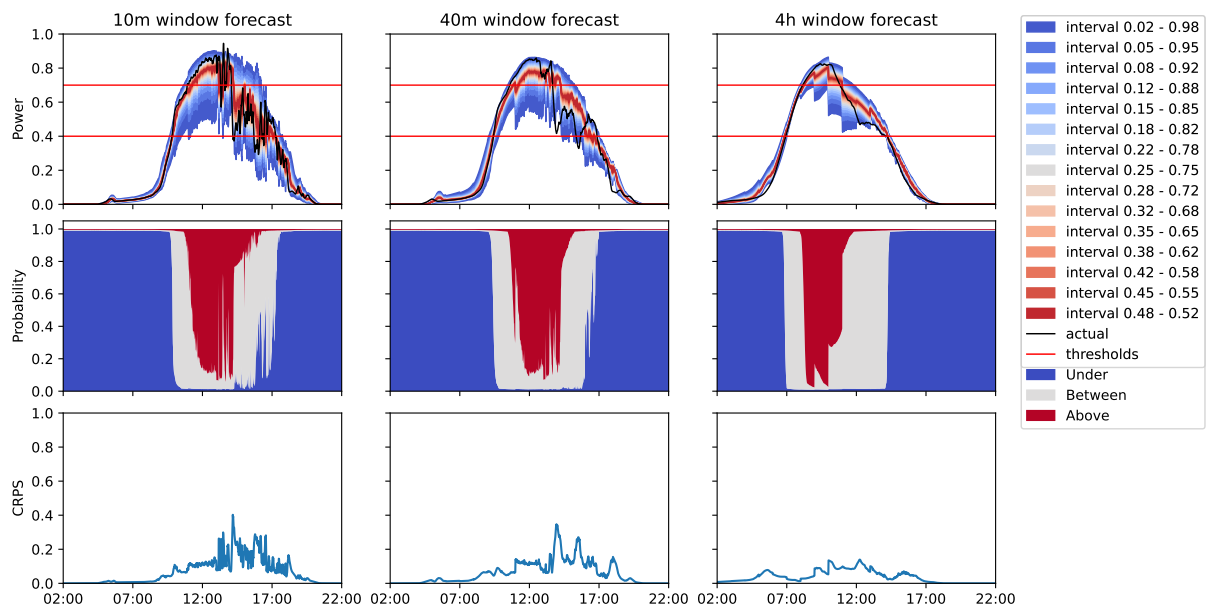 10m window forecast
40m window forecast
4h window forecast
Power
1.0
0.8
0.6
0.4
0.2
0.0
Probability
1.0
0.8
0.6
0.4
0.2
0.0
CRPS
1.0
0.8
0.6
0.4
0.2
0.0
02:00 07:00 12:00 17:00 22:00
02:00 07:00 12:00 17:00 22:00
02:00 07:00 12:00 17:00 22:00
interval 0.02 - 0.98
interval 0.05 - 0.95
interval 0.08 - 0.92
interval 0.12 - 0.88
interval 0.15 - 0.85
interval 0.18 - 0.82
interval 0.22 - 0.78
interval 0.25 - 0.75
interval 0.28 - 0.72
interval 0.32 - 0.68
interval 0.35 - 0.65
interval 0.38 - 0.62
interval 0.42 - 0.58
interval 0.45 - 0.55
interval 0.48 - 0.52
actual
thresholds
Under
Between
Above